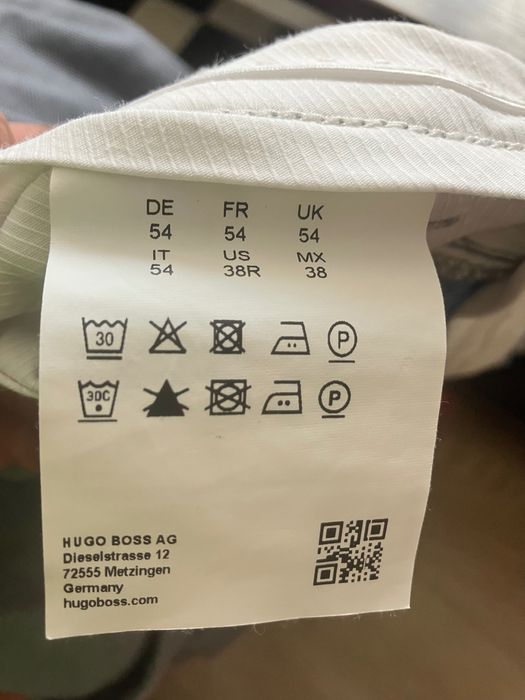 DE FR UK
54 54 54
IT US MX
54 38R 38
30 P
30C P
HUGO BOSS AG
Dieselstrasse 12
72555 Metzingen
Germany
hugoboss.com